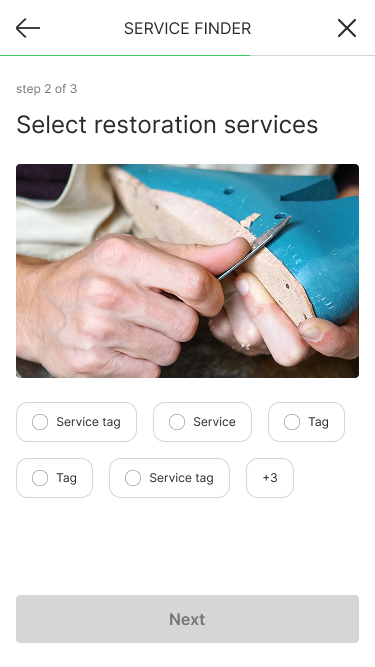 SERVICE FINDER
step 2 of 3
Select restoration services
Service tag
Service
Tag
Tag
Service tag
+3
Next